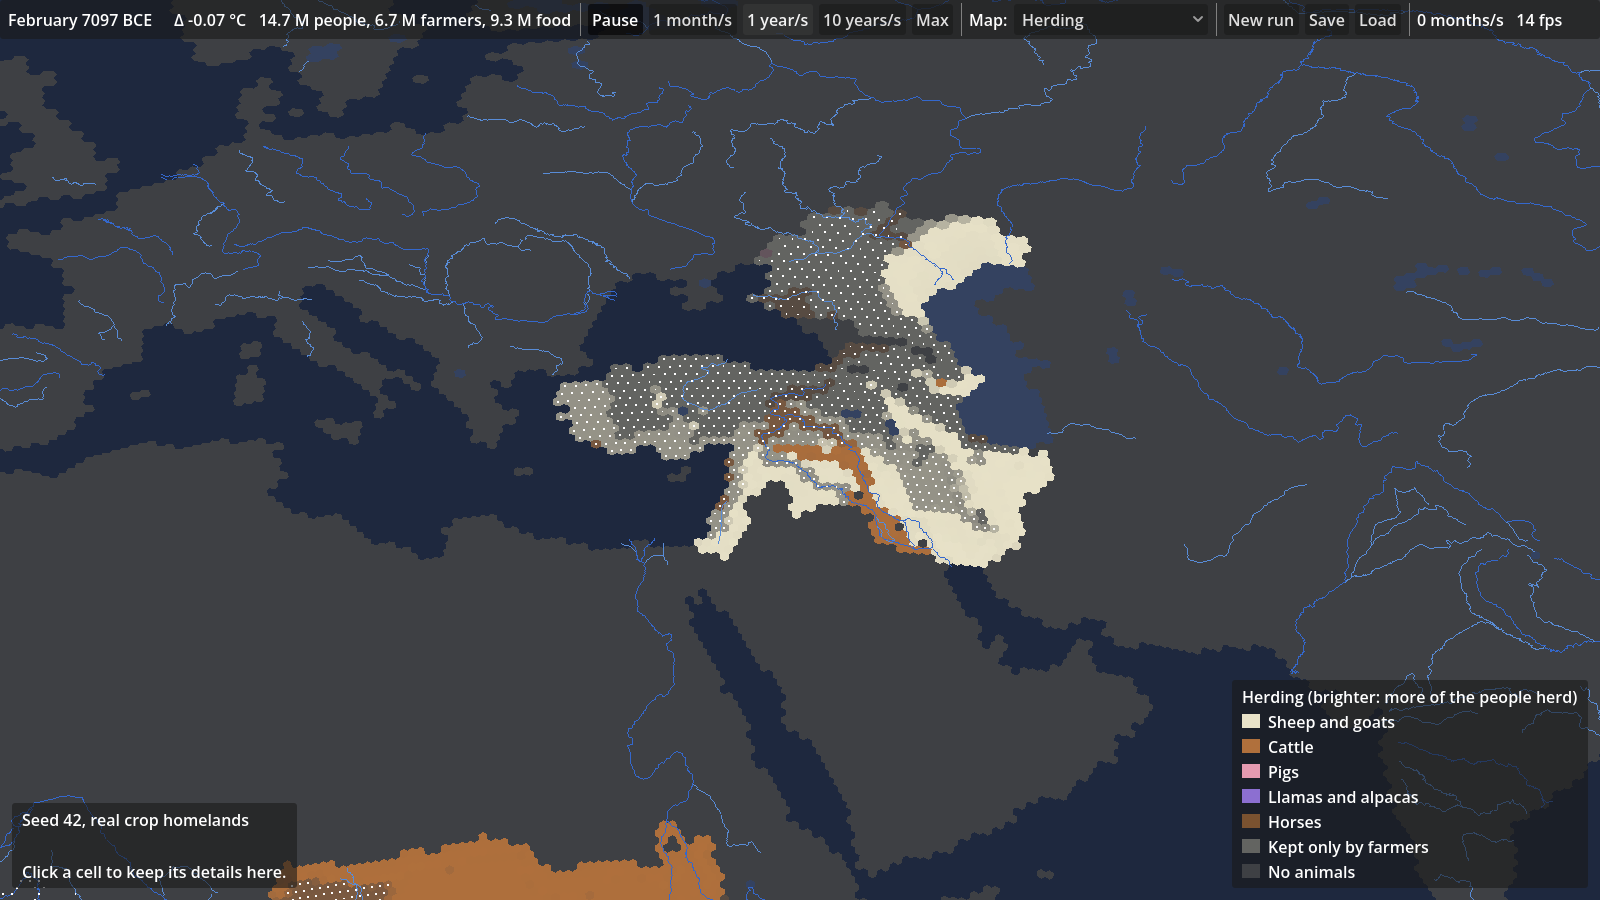 February 7097 BCE Δ -0.07 °C 14.7 M people, 6.7 M farmers, 9.3 M food Pause 1 month/s 1 year/s 10 years/s Max Map: Herding New run Save Load 0 months/s 14 fps
Herding (brighter: more of the people herd)
Sheep and goats
Cattle
Pigs
Llamas and alpacas
Horses
Kept only by farmers
No animals
Seed 42, real crop homelands
Click a cell to keep its details here.